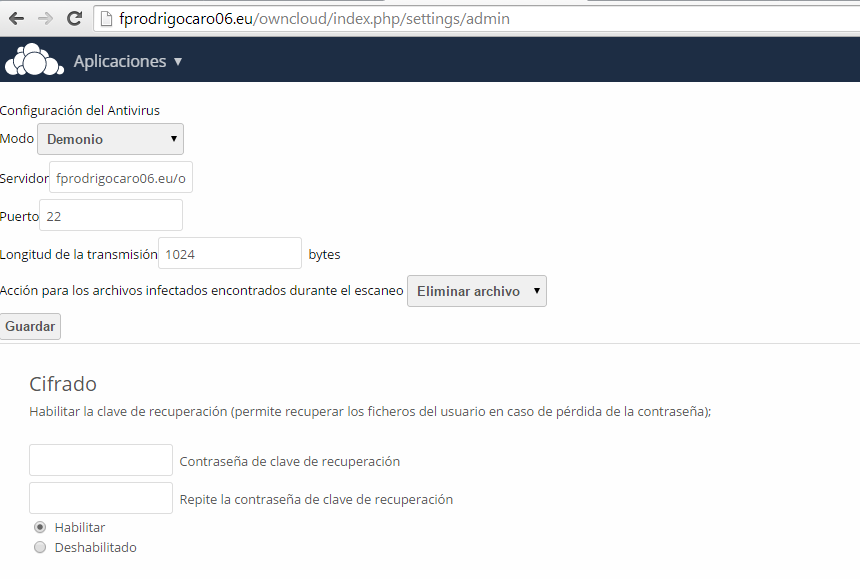 fprodrigocaro06.eu/owncloud/index.php/settings/admin
Aplicaciones ▼
Configuración del Antivirus
Modo Demonio
Servidor fprodrigocaro06.eu/o
Puerto 22
Longitud de la transmisión 1024 bytes
Acción para los archivos infectados encontrados durante el escaneo Eliminar archivo
Guardar
Cifrado
Habilitar la clave de recuperación (permite recuperar los ficheros del usuario en caso de pérdida de la contraseña);
Contraseña de clave de recuperación
Repite la contraseña de clave de recuperación
Habilitar
Deshabilitado